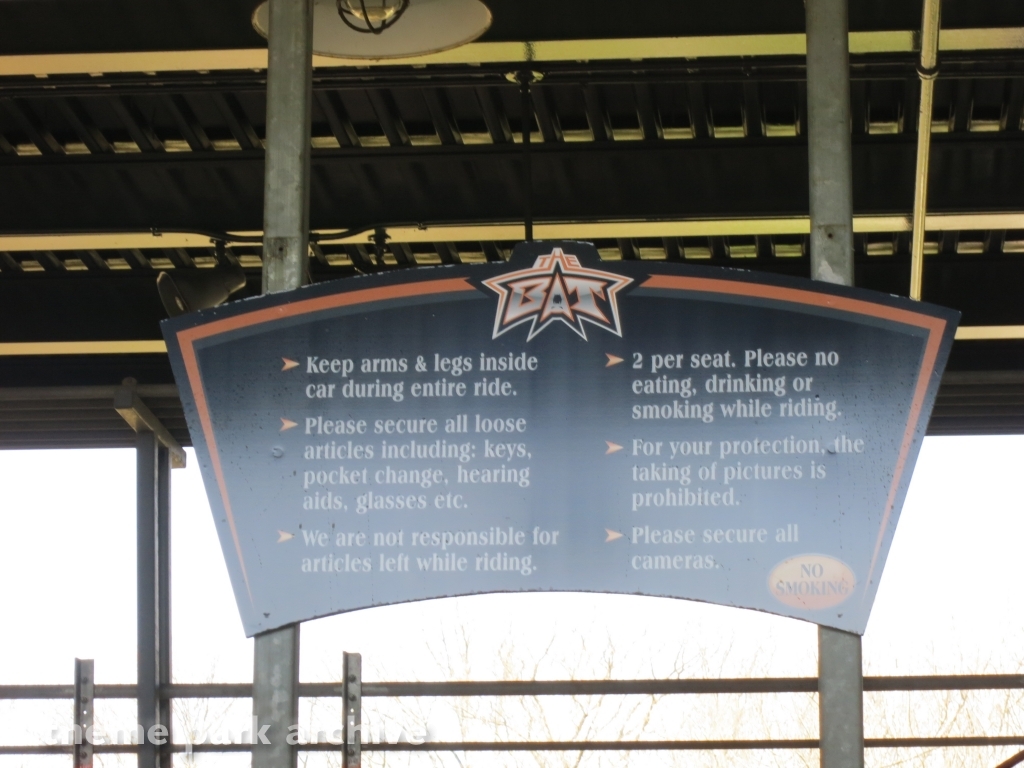 THE
BAT
Keep arms & legs inside
car during entire ride.
Please secure all loose
articles including: keys,
pocket change, hearing
aids, glasses etc.
We are not responsible for
articles left while riding.
2 per seat. Please no
eating, drinking or
smoking while riding.
For your protection, the
taking of pictures is
prohibited.
Please secure all
cameras.
NO
SMOKING
theme park archive